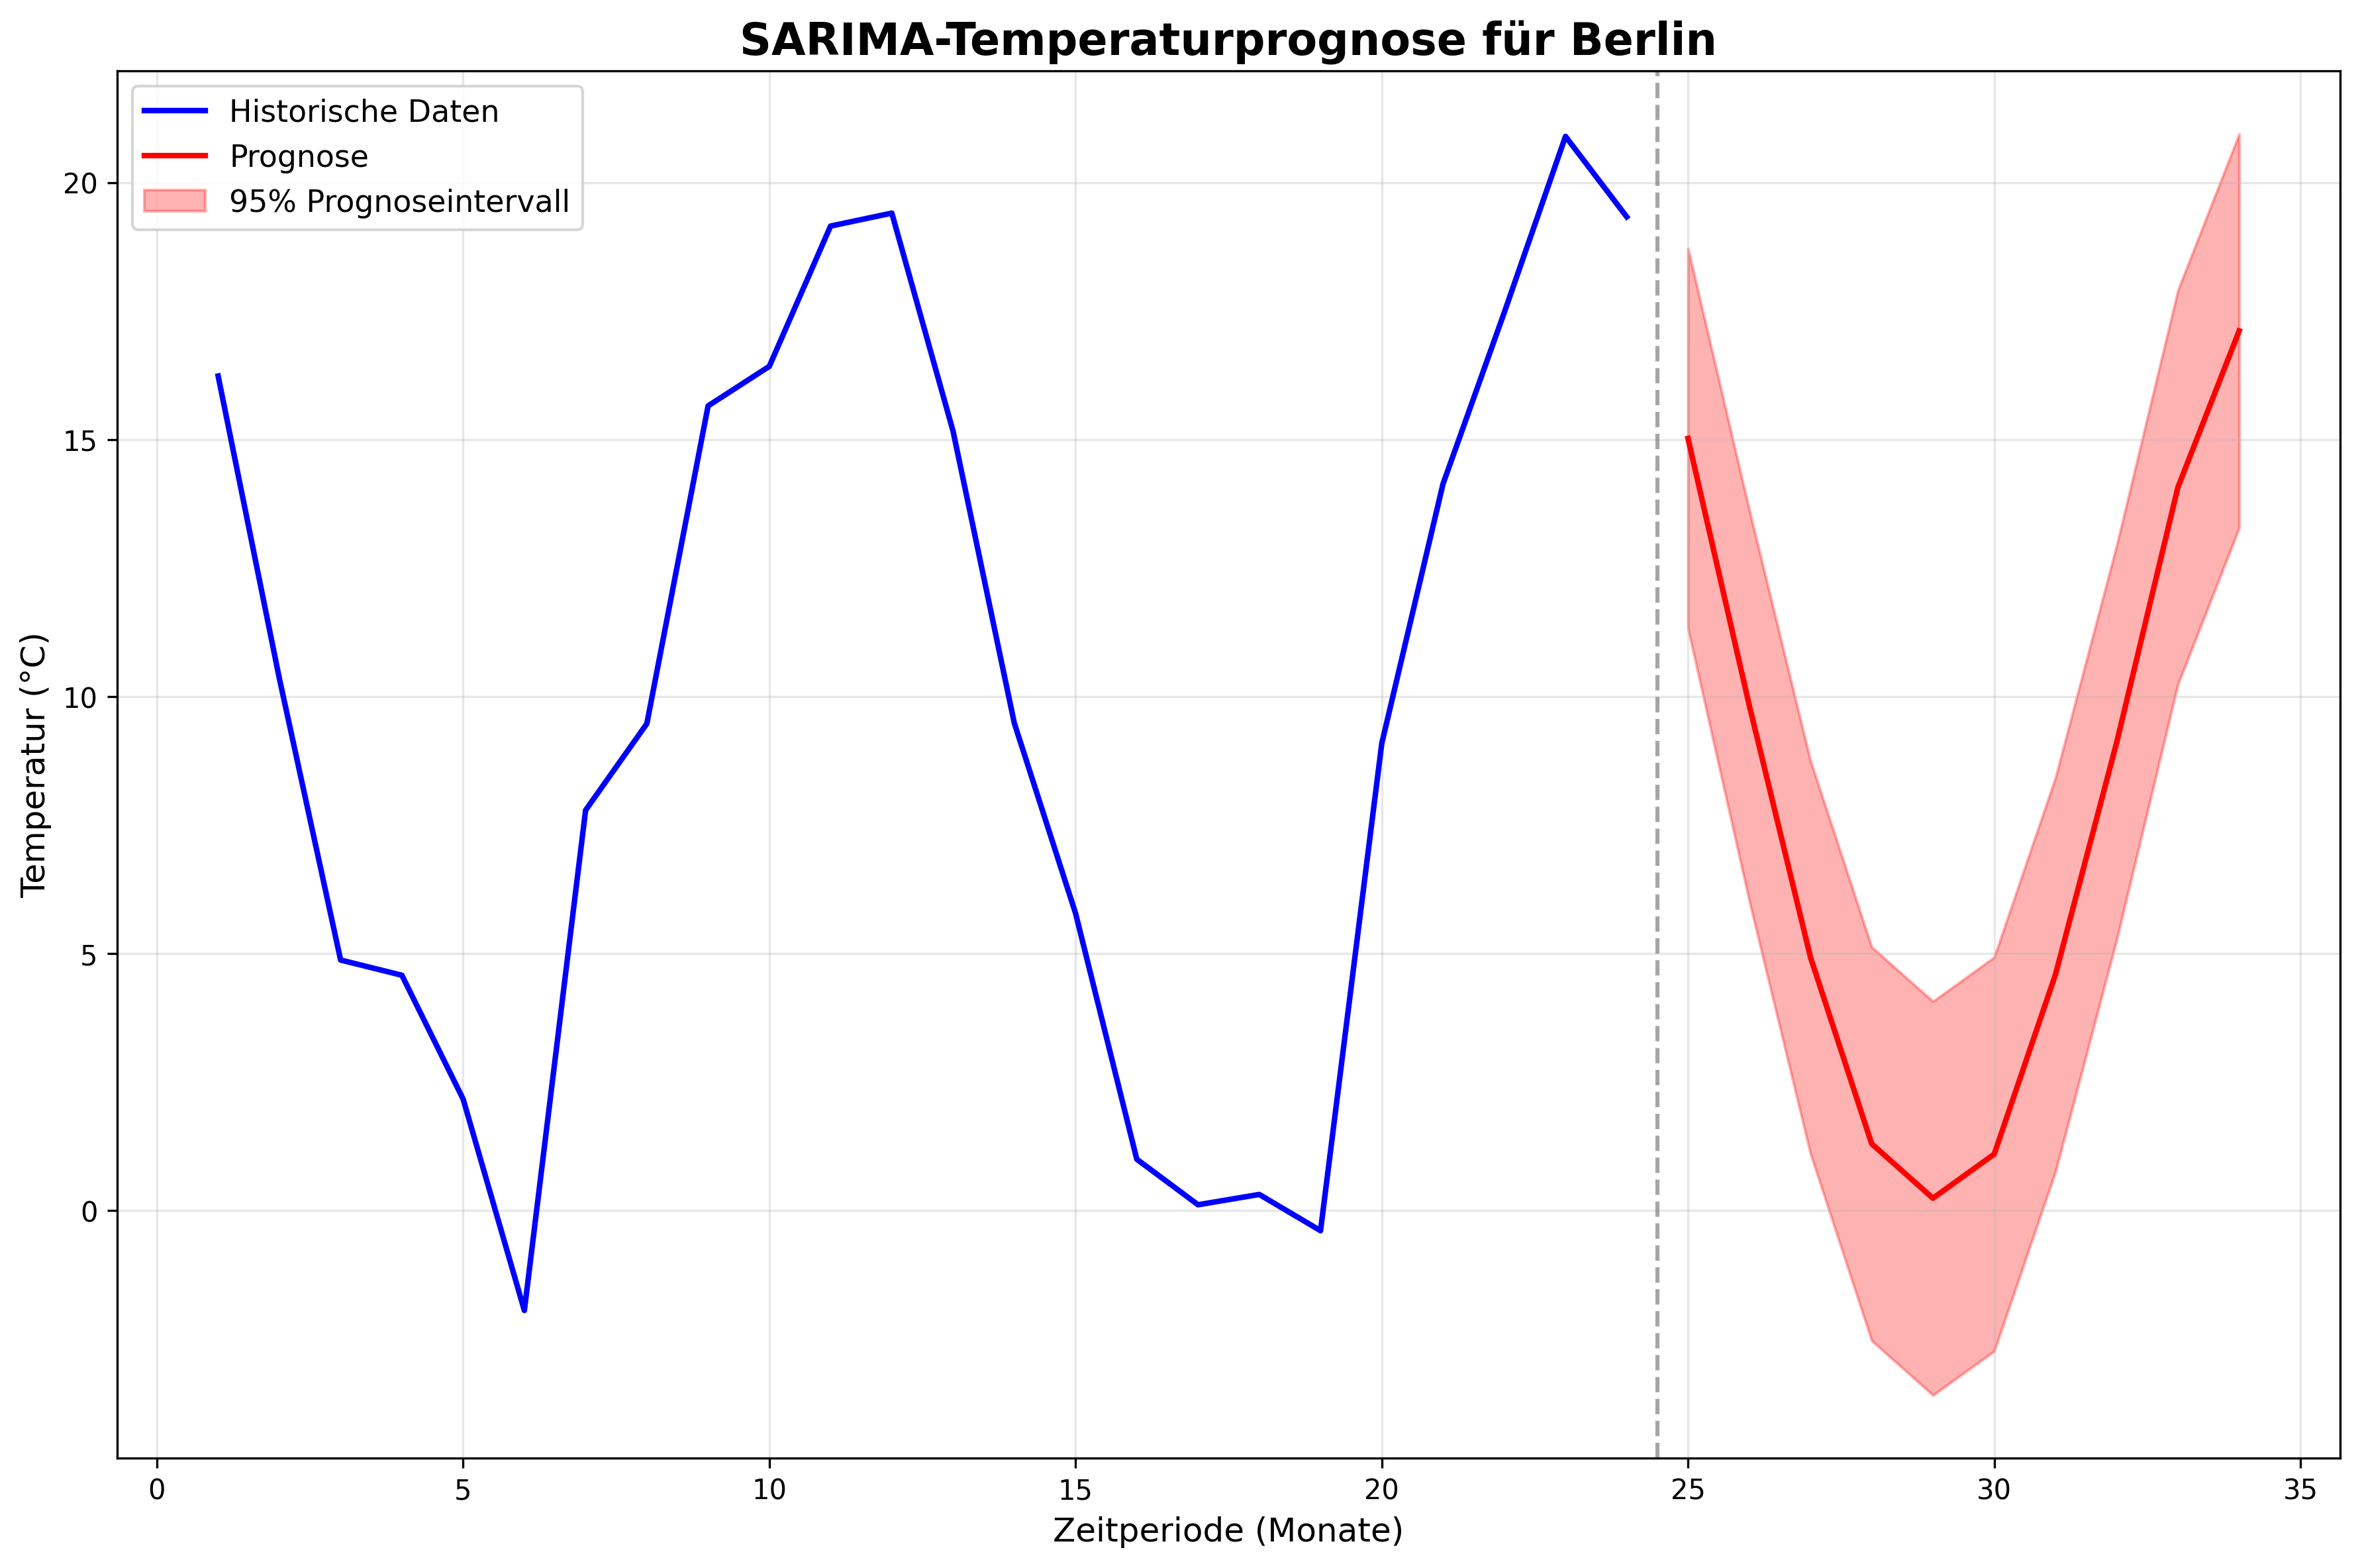 SARIMA-Temperaturprognose für Berlin
Historische Daten
Prognose
95% Prognoseintervall
Temperatur (°C)
20
15
10
5
0
0 5 10 15 20 25 30 35
Zeitperiode (Monate)